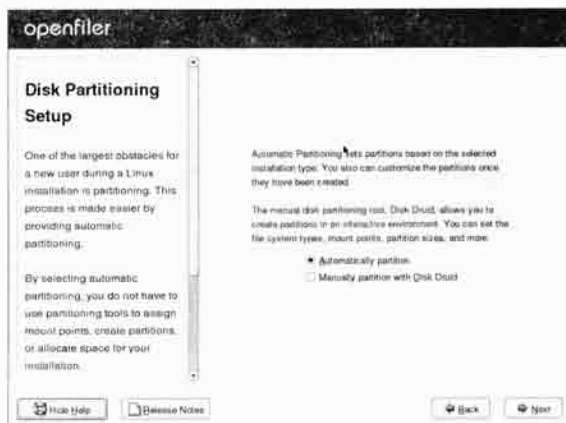 openfiler
Disk Partitioning
Setup
One of the largest obstacles for
a new user during a Linux
installation is partitioning. This
process is made easier by
providing automatic
partitioning.
By selecting automatic
partitioning, you do not have to
use partitioning tools to assign
mount points, create partitions,
or allocate space for your
installation.
Automatic Partitioning sets partitions based on the selected
installation type. You also can customize the partitions once
they have been created.
The manual disk partitioning tool, Disk Druid, allows you to
create partitions in an interactive environment. You can set the
file system types, mount points, partition sizes, and more.
Automatically partition
Manually partition with Disk Druid
Hide Help
Release Notes
Back
Next